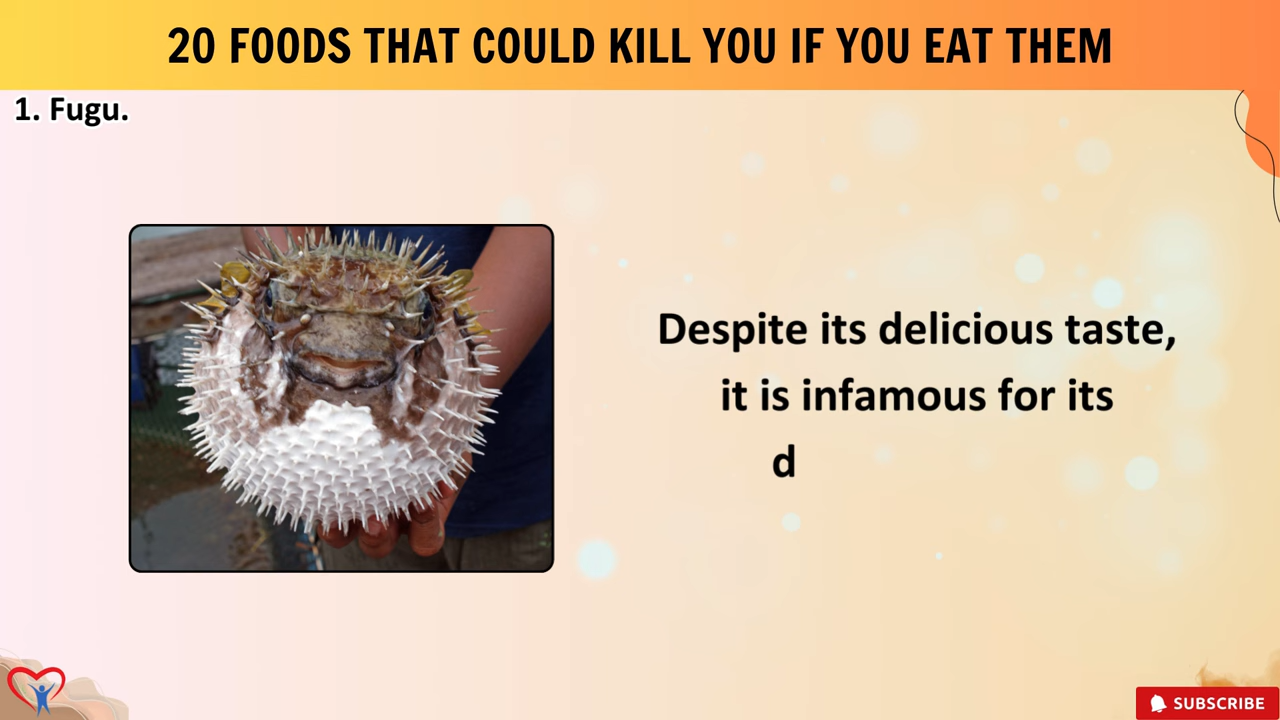 20 FOODS THAT COULD KILL YOU IF YOU EAT THEM
1. Fugu.
Despite its delicious taste,
it is infamous for its
d
SUBSCRIBE